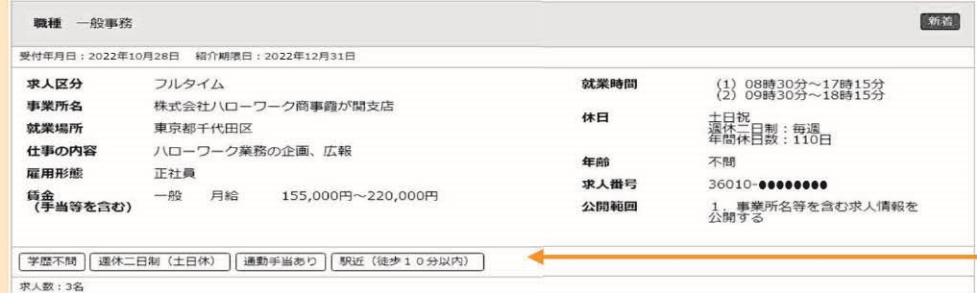 職種 一般事務 新着
受付年月日：2022年10月28日 紹介期限日：2022年12月31日
求人区分 フルタイム
事業所名 株式会社ハローワーク商事霞が関支店
就業場所 東京都千代田区
仕事の内容 ハローワーク業務の企画、広報
雇用形態 正社員
賃金
（手当等を含む） 一般 月給 155,000円～220,000円
就業時間 （1）08時30分～17時15分
（2）09時30分～18時15分
休日 土日祝
週休二日制：毎週
年間休日数：110日
年齢 不問
求人番号 36010-●●●●●●●●
公開範囲 １．事業所名等を含む求人情報を
公開する
学歴不問 週休二日制（土日休） 通勤手当あり 駅近（徒歩１０分以内）
求人数：3名